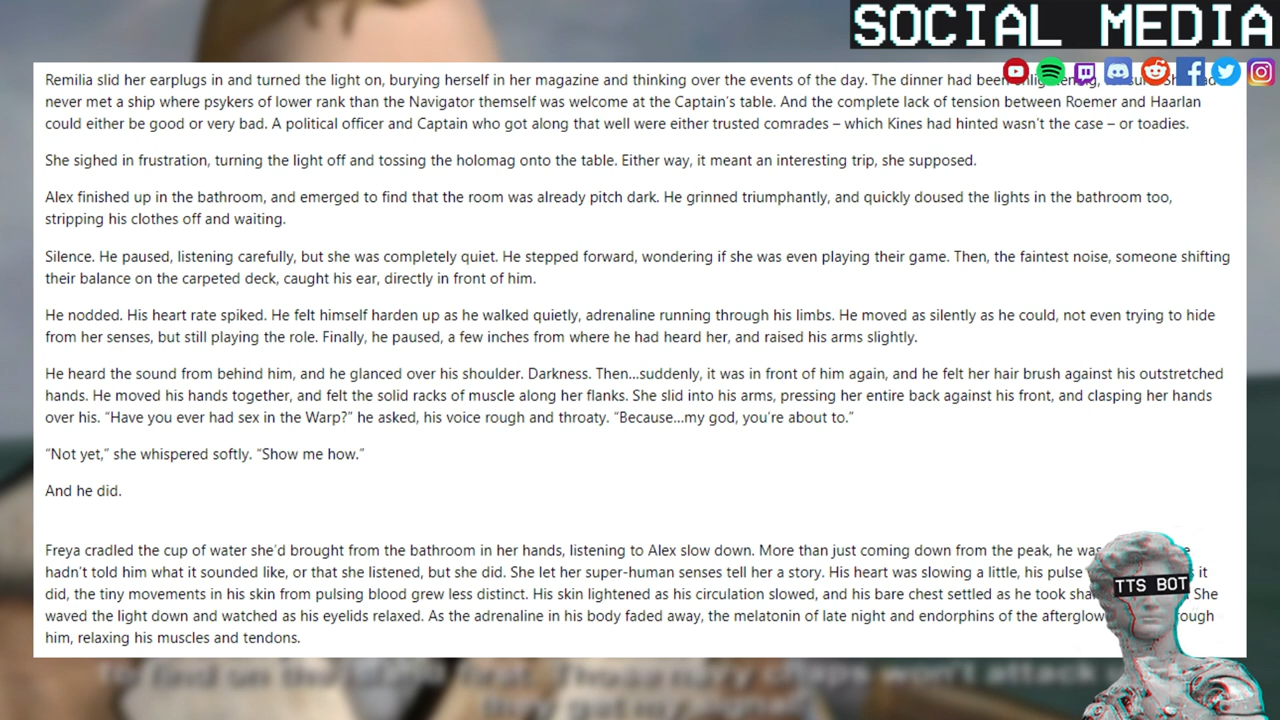 SOCIAL MEDIA
Remilia slid her earplugs in and turned the light on, burying herself in her magazine and thinking over the events of the day. The dinner had been
never met a ship where psykers of lower rank than the Navigator themself was welcome at the Captain’s table. And the complete lack of tension between Roemer and Haarlan
could either be good or very bad. A political officer and Captain who got along that well were either trusted comrades – which Kines had hinted wasn’t the case – or toadies.
She sighed in frustration, turning the light off and tossing the holomag onto the table. Either way, it meant an interesting trip, she supposed.
Alex finished up in the bathroom, and emerged to find that the room was already pitch dark. He grinned triumphantly, and quickly doused the lights in the bathroom too,
stripping his clothes off and waiting.
Silence. He paused, listening carefully, but she was completely quiet. He stepped forward, wondering if she was even playing their game. Then, the faintest noise, someone shifting
their balance on the carpeted deck, caught his ear, directly in front of him.
He nodded. His heart rate spiked. He felt himself harden up as he walked quietly, adrenaline running through his limbs. He moved as silently as he could, not even trying to hide
from her senses, but still playing the role. Finally, he paused, a few inches from where he had heard her, and raised his arms slightly.
He heard the sound from behind him, and he glanced over his shoulder. Darkness. Then…suddenly, it was in front of him again, and he felt her hair brush against his outstretched
hands. He moved his hands together, and felt the solid racks of muscle along her flanks. She slid into his arms, pressing her entire back against his front, and clasping her hands
over his. “Have you ever had sex in the Warp?” he asked, his voice rough and throaty. “Because…my god, you’re about to.”
“Not yet,” she whispered softly. “Show me how.”
And he did.
Freya cradled the cup of water she’d brought from the bathroom in her hands, listening to Alex slow down. More than just coming down from the peak, he
hadn’t told him what it sounded like, or that she listened, but she did. She let her super-human senses tell her a story. His heart was slowing a little, his pulse it
did, the tiny movements in his skin from pulsing blood grew less distinct. His skin lightened as his circulation slowed, and his bare chest settled as he took She
waved the light down and watched as his eyelids relaxed. As the adrenaline in his body faded away, the melatonin of late night and endorphins of the
him, relaxing his muscles and tendons.
TTS BOT